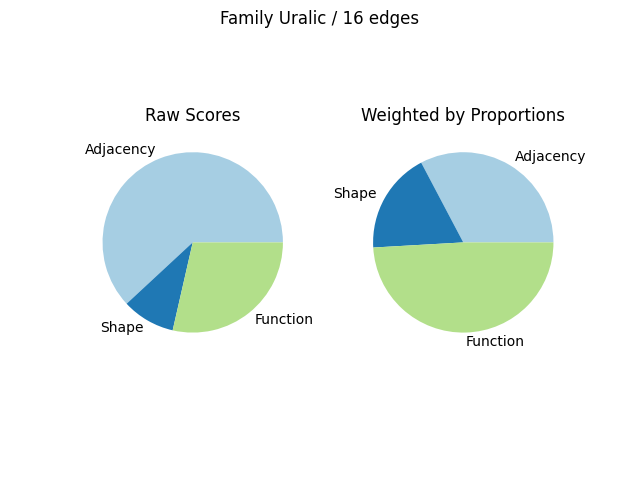 Family Uralic / 16 edges
Raw Scores
Weighted by Proportions
Adjacency
Shape
Function
Adjacency
Shape
Function